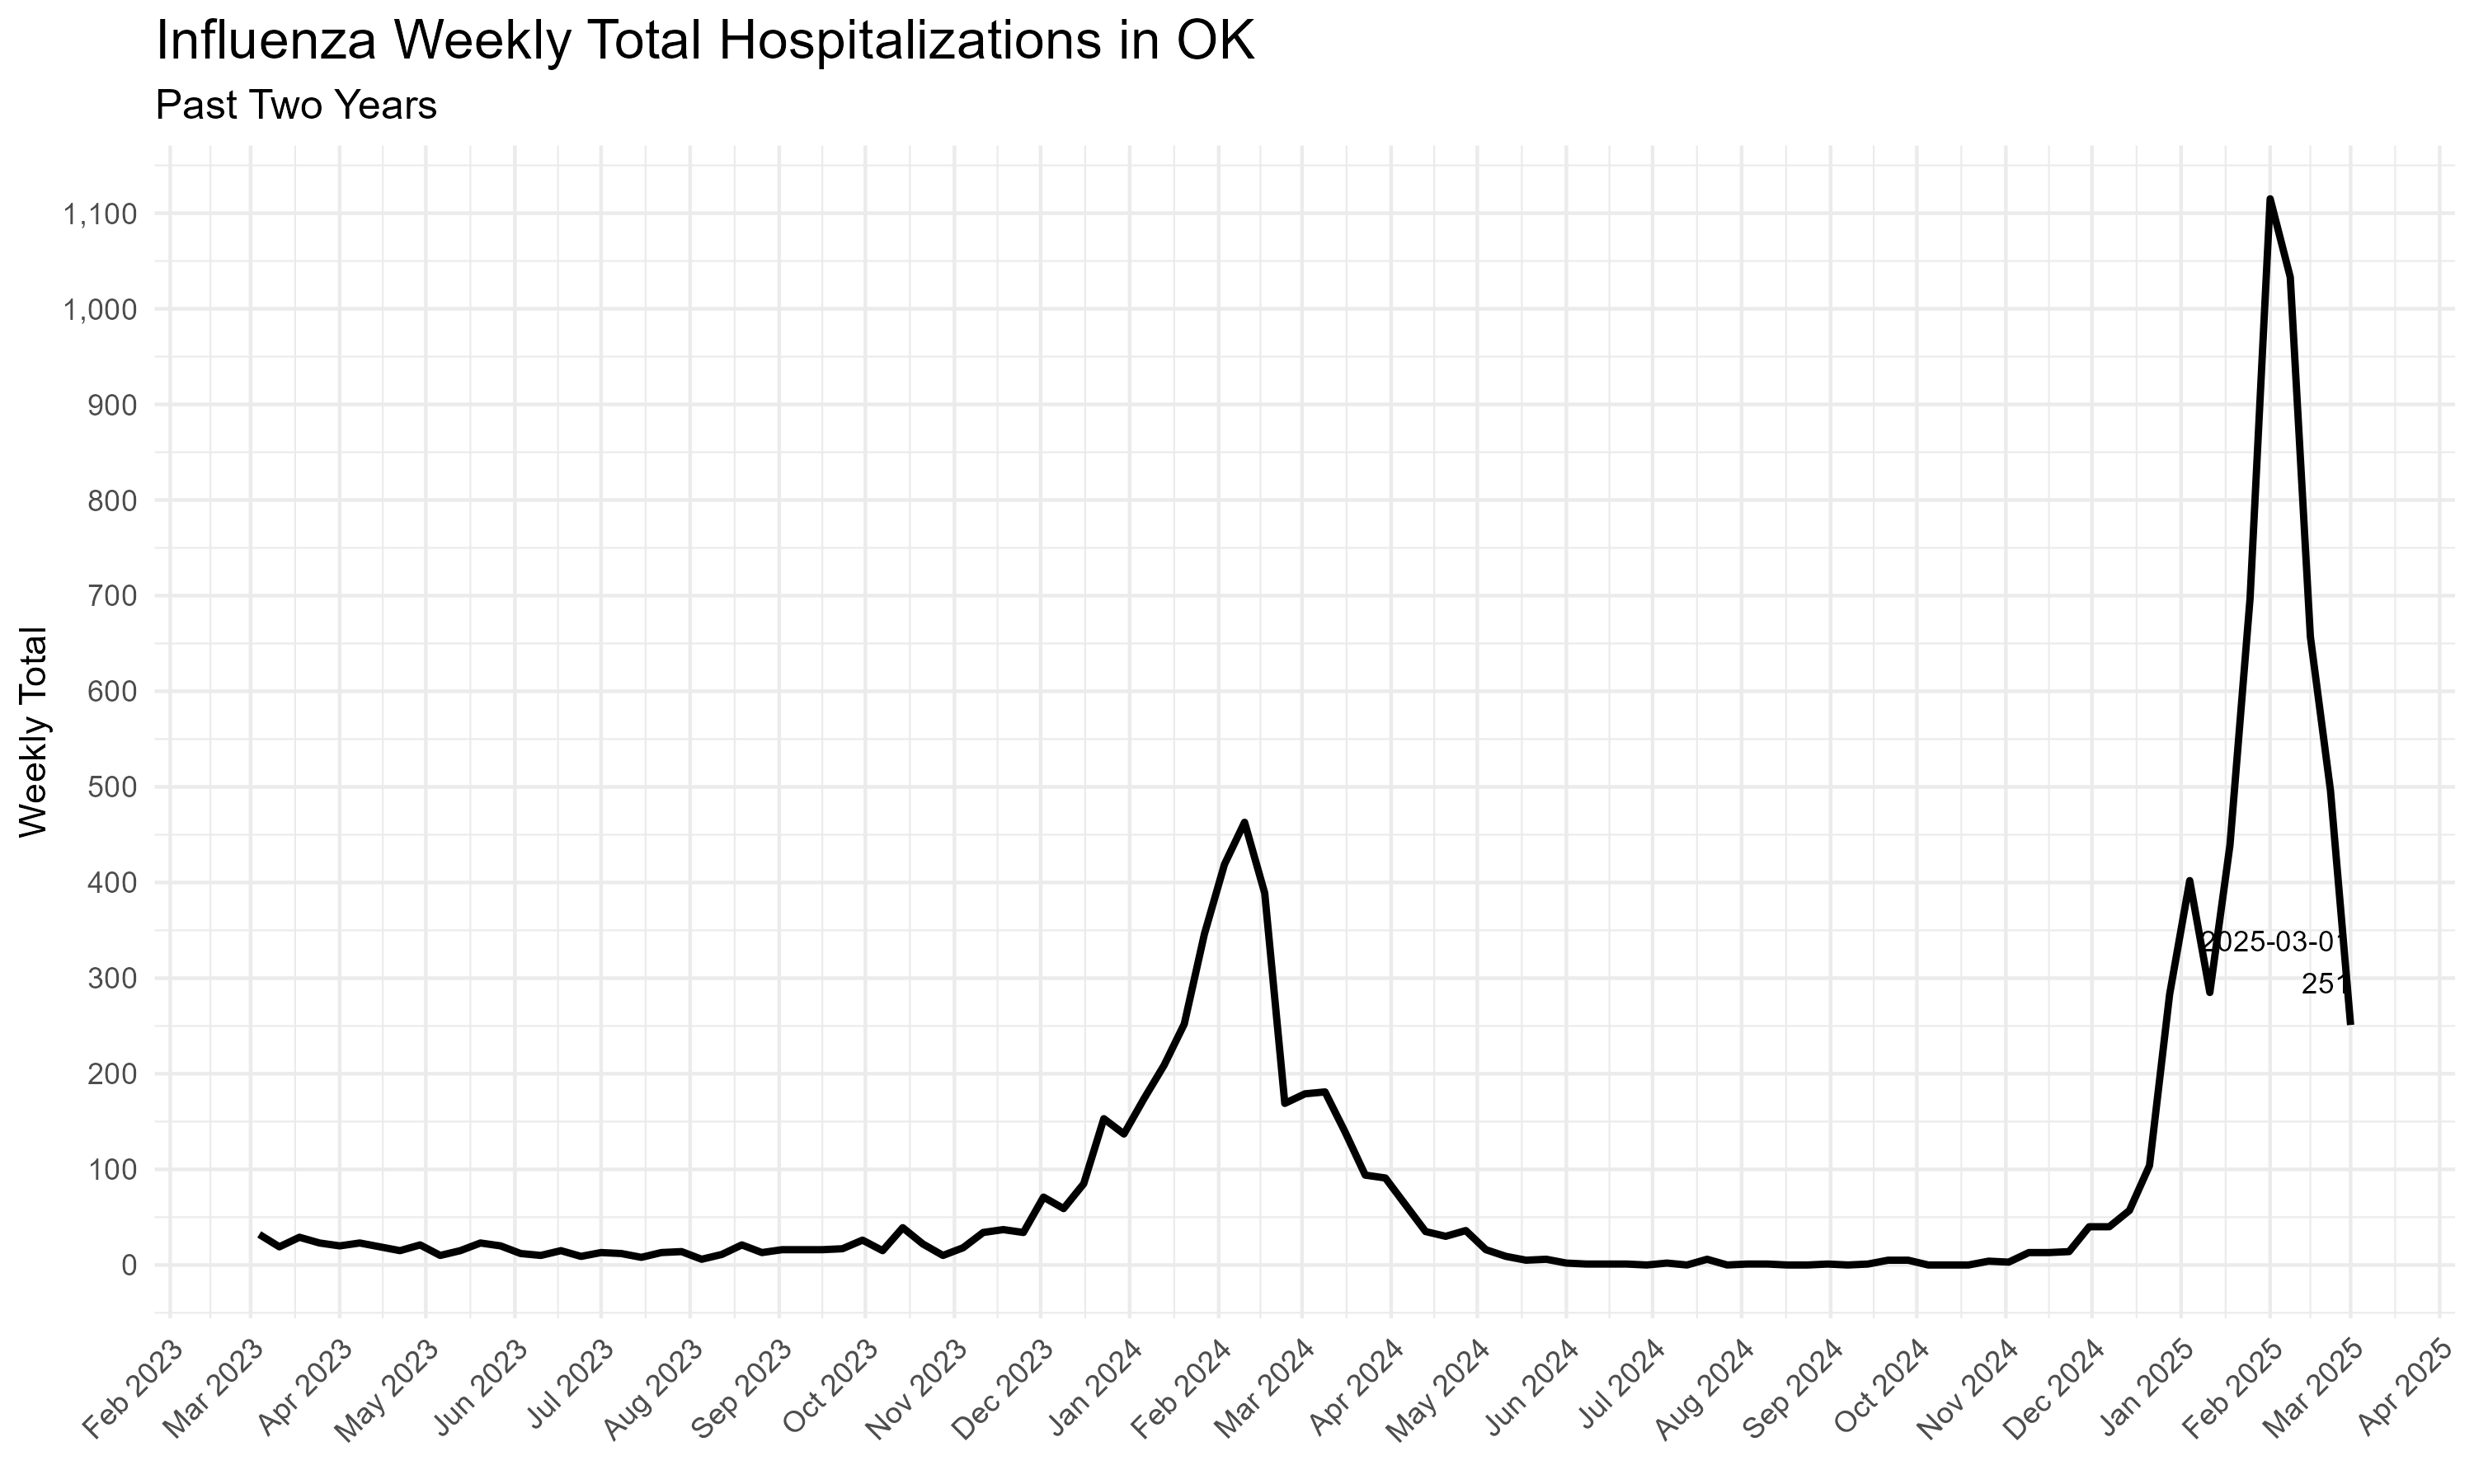 Influenza Weekly Total Hospitalizations in OK
Past Two Years
Weekly Total
1,100
1,000
900
800
700
600
500
400
300
200
100
0
2025-03-01
251
Feb 2023
Mar 2023
Apr 2023
May 2023
Jun 2023
Jul 2023
Aug 2023
Sep 2023
Oct 2023
Nov 2023
Dec 2023
Jan 2024
Feb 2024
Mar 2024
Apr 2024
May 2024
Jun 2024
Jul 2024
Aug 2024
Sep 2024
Oct 2024
Nov 2024
Dec 2024
Jan 2025
Feb 2025
Mar 2025
Apr 2025